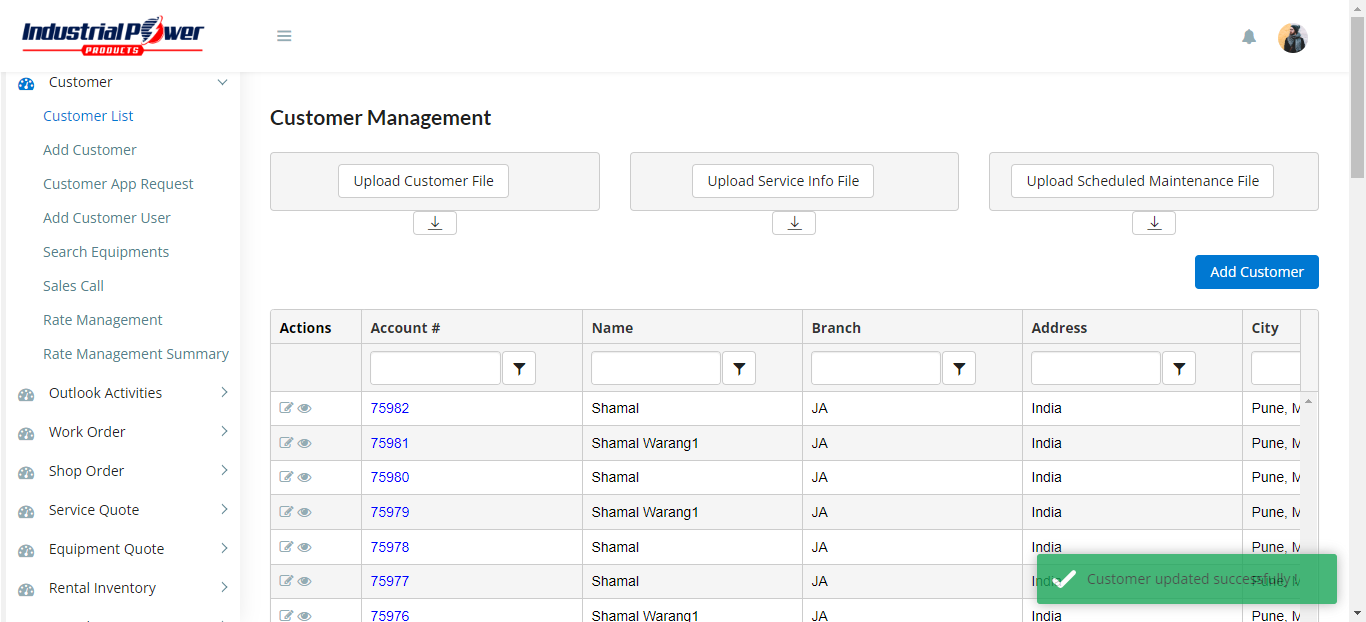 Industrial Power
PRODUCTS
Customer
Customer List
Add Customer
Customer App Request
Add Customer User
Search Equipments
Sales Call
Rate Management
Rate Management Summary
Outlook Activities
Work Order
Shop Order
Service Quote
Equipment Quote
Rental Inventory
Customer Management
Upload Customer File
Upload Service Info File
Upload Scheduled Maintenance File
Add Customer
Actions Account # Name Branch Address City
75982 Shamal JA India Pune, M
75981 Shamal Warang1 JA India Pune, M
75980 Shamal JA India Pune, M
75979 Shamal Warang1 JA India Pune, M
75978 Shamal JA India Pune, M
75977 Shamal JA India Pune, M
75976 Shamal Warang1 JA India Pune, M
Customer updated successfully